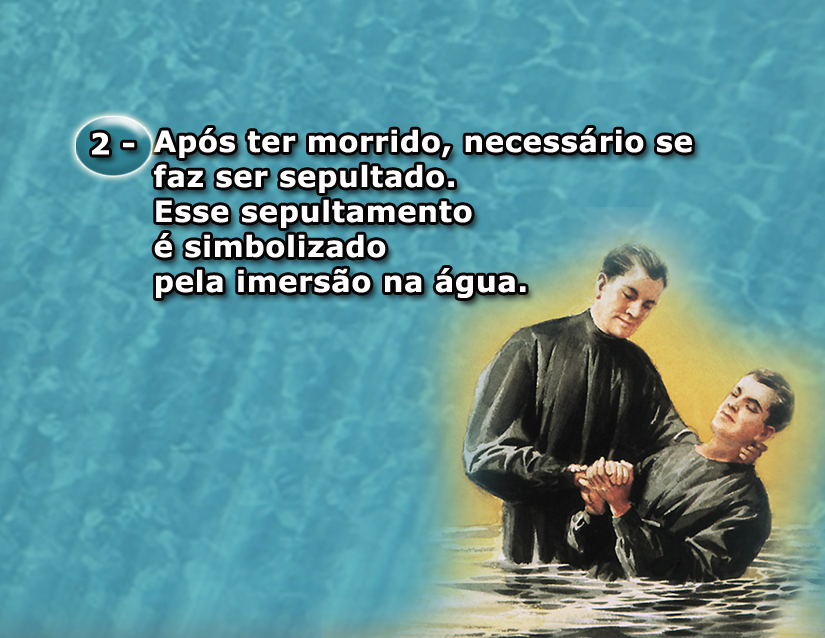 2 - Após ter morrido, necessário se
faz ser sepultado.
Esse sepultamento
é simbolizado
pela imersão na água.